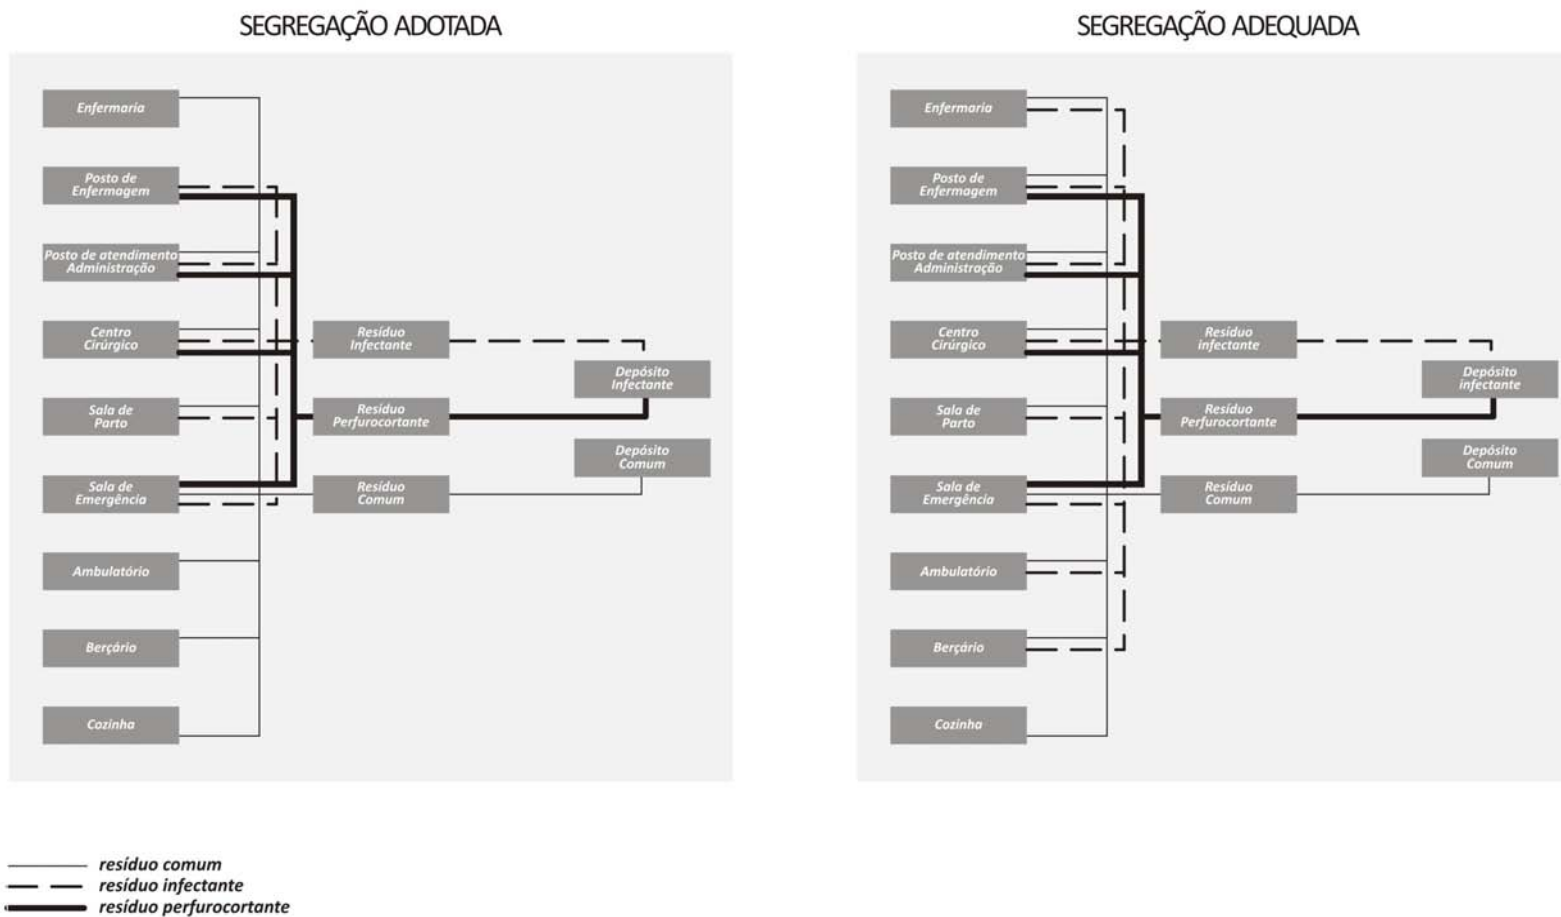 SEGREGAÇÃO ADOTADA
Enfermaria
Posto de
Enfermagem
Posto de atendimento
Administração
Centro
Cirúrgico
Sala de
Parto
Sala de
Emergência
Ambulatório
Berçário
Cozinha
Resíduo
Infectante
Resíduo
Perfurocortante
Resíduo
Comum
Depósito
Infectante
Depósito
Comum
SEGREGAÇÃO ADEQUADA
Enfermaria
Posto de
Enfermagem
Posto de atendimento
Administração
Centro
Cirúrgico
Sala de
Parto
Sala de
Emergência
Ambulatório
Berçário
Cozinha
Resíduo
infectante
Resíduo
Perfurocortante
Resíduo
Comum
Depósito
infectante
Depósito
Comum
resíduo comum
resíduo infectante
resíduo perfurocortante